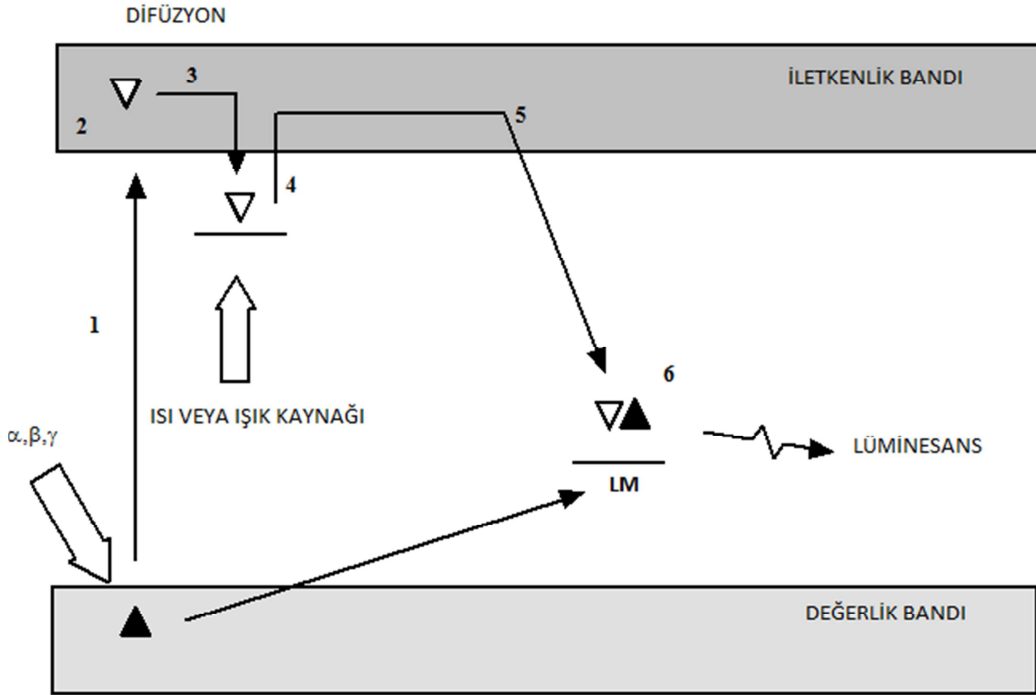 DİFÜZYON
İLETKENLİK BANDI
3
2
5
4
1
6
ISI VEYA IŞIK KAYNAĞI
α,β,γ
LÜMİNESANS
LM
DEĞERLİK BANDI